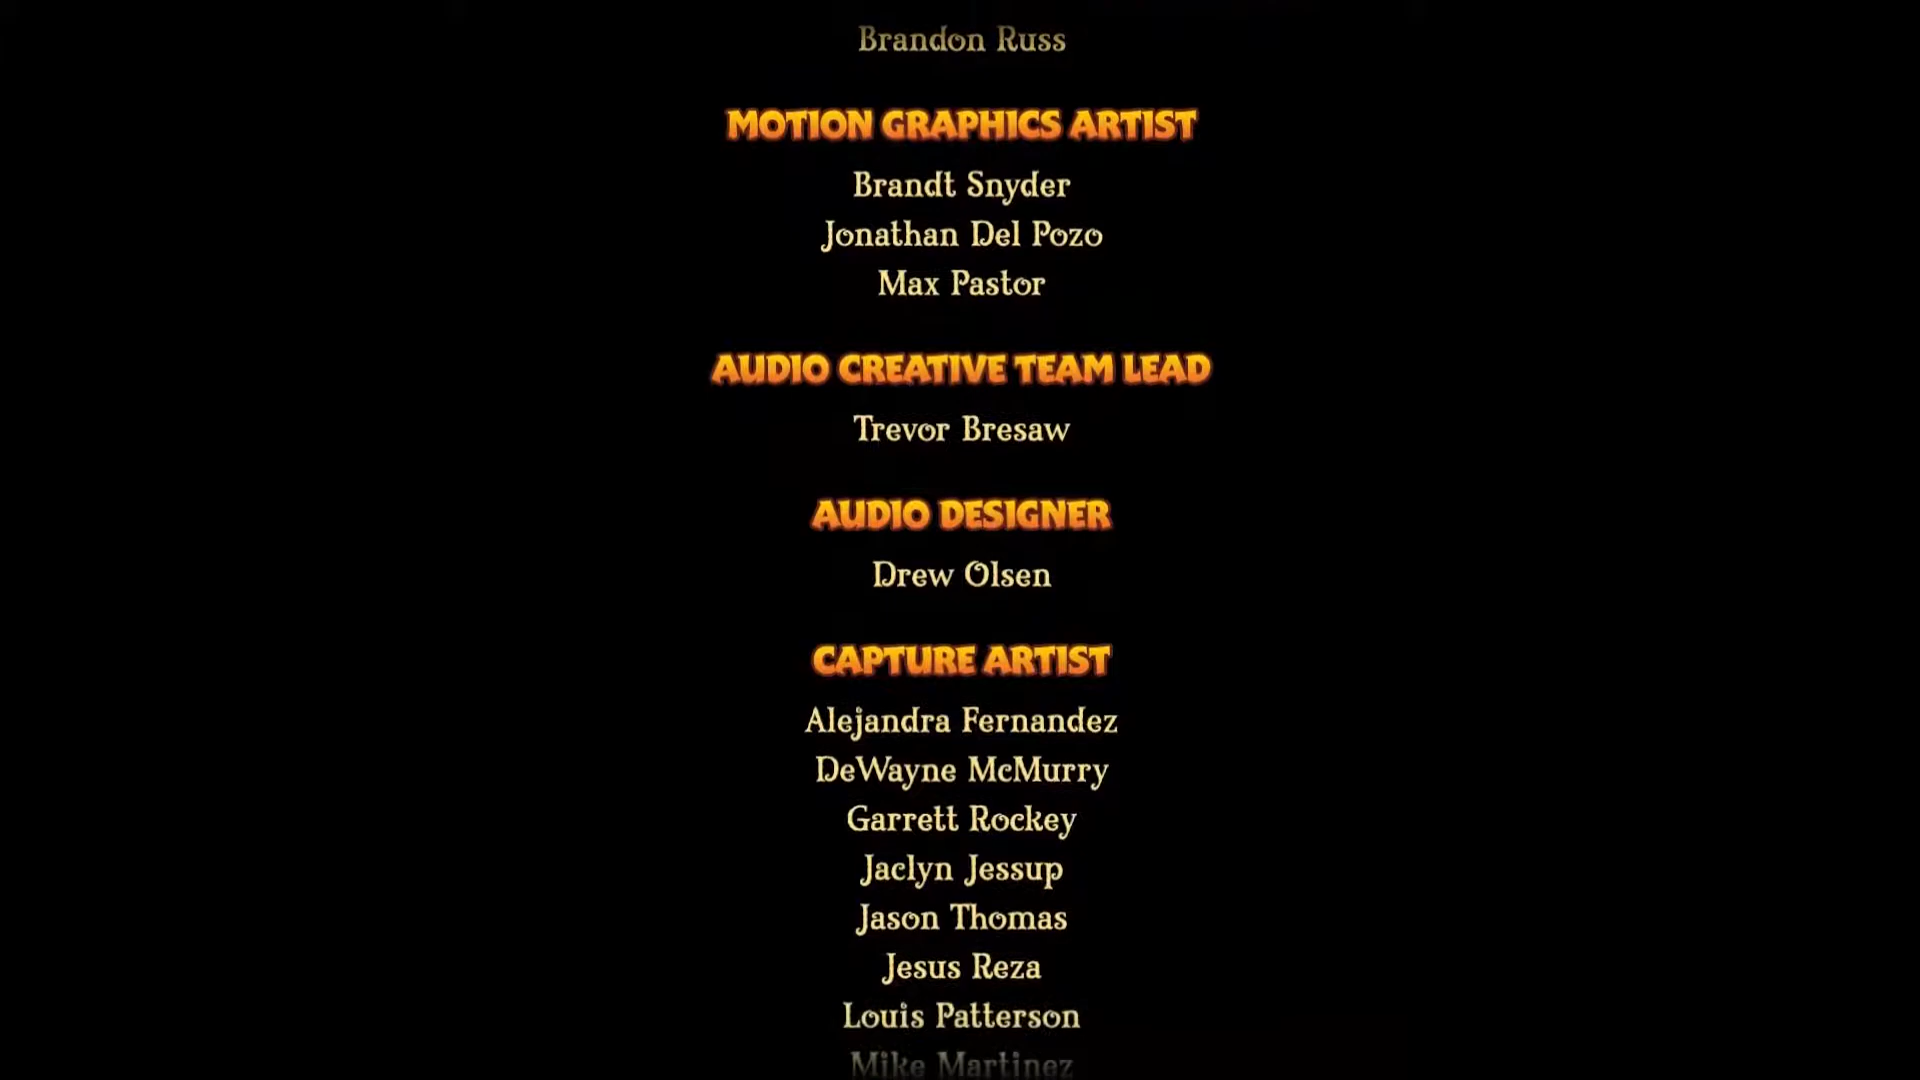 Brandon Russ
MOTION GRAPHICS ARTIST
Brandt Snyder
Jonathan Del Pozo
Max Pastor
AUDIO CREATIVE TEAM LEAD
Trevor Bresaw
AUDIO DESIGNER
Drew Olsen
CAPTURE ARTIST
Alejandra Fernandez
DeWayne McMurry
Garrett Rockey
Jaclyn Jessup
Jason Thomas
Jesus Reza
Louis Patterson
Mike Martinez